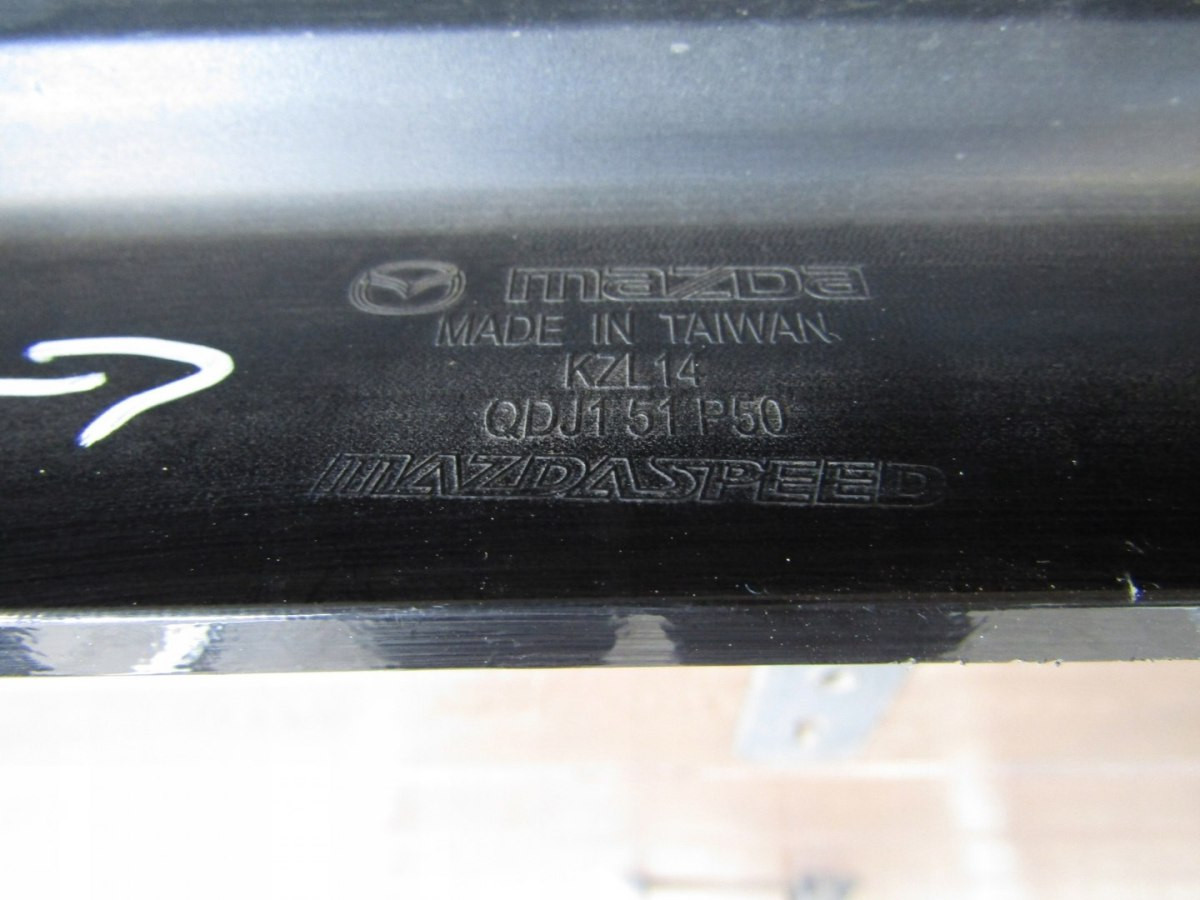 mazda
MADE IN TAIWAN
KZL14
QDJ1 51 P50
MAZDASPEED